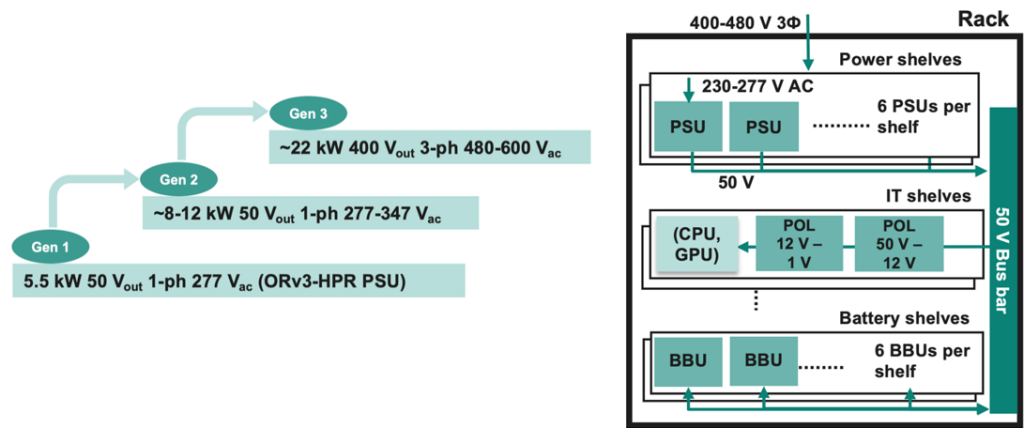 Gen 3
~22 kW 400 Vout 3-ph 480-600 Vac
Gen 2
~8-12 kW 50 Vout 1-ph 277-347 Vac
Gen 1
5.5 kW 50 Vout 1-ph 277 Vac (ORv3-HPR PSU)
Rack
400-480 V 3Φ
Power shelves
230-277 V AC
PSU
PSU
6 PSUs per
shelf
50 V
IT shelves
(CPU,
GPU)
POL
12 V –
1 V
POL
50 V –
12 V
50 V Bus bar
Battery shelves
BBU
BBU
6 BBUs per
shelf